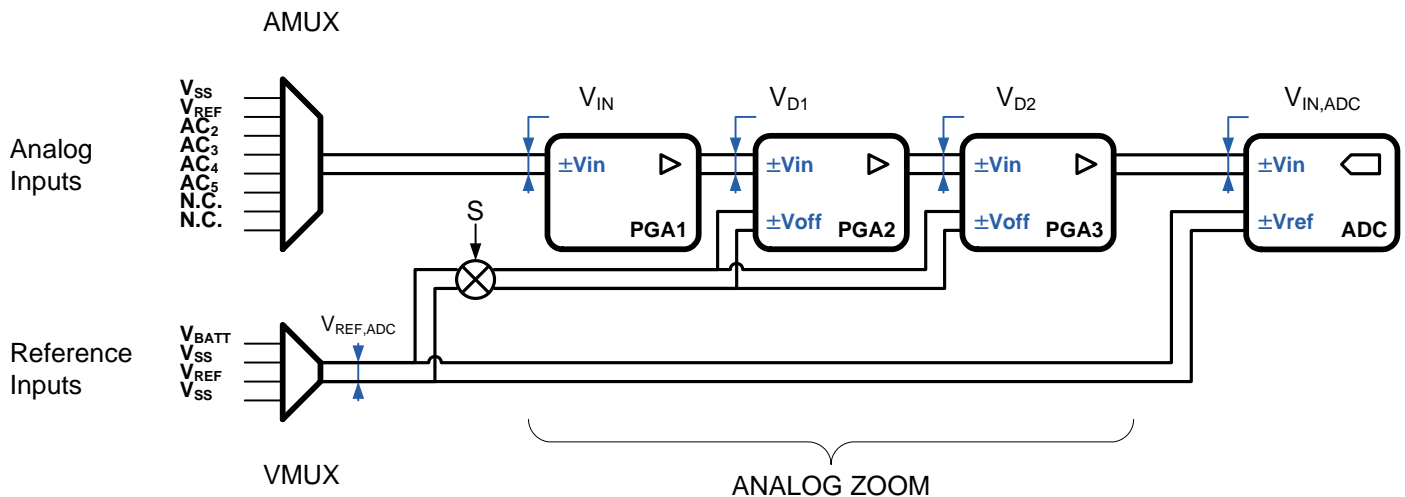 AMUX
Analog
Inputs
VSS
VREF
AC2
AC3
AC4
AC5
N.C.
N.C.
VIN
VD1
VD2
VIN,ADC
±Vin
PGA1
±Vin
±Voff
PGA2
±Vin
±Voff
PGA3
±Vin
±Vref
ADC
S
Reference
Inputs
VBATT
VSS
VREF
VSS
VREF,ADC
VMUX
ANALOG ZOOM